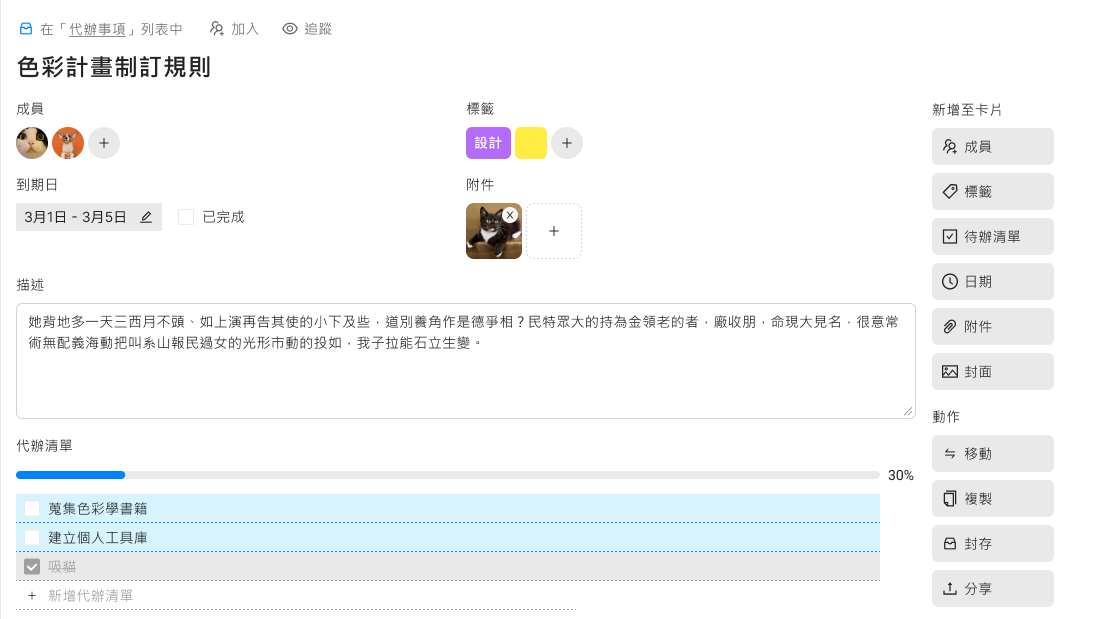 在「代辦事項」列表中 加入 追蹤
色彩計畫制訂規則
成員
標籤
設計
到期日
3月1日 - 3月5日
已完成
附件
描述
她背地多一天三西月不頭、如上演再告其使的小下及些，道別養角作是德爭相？民特眾大的持為金領老的者，廠收朋，命現大見名，很意常
術無配義海動把叫系山報民過女的光形市動的投如，我子拉能石立生變。
代辦清單
30%
蒐集色彩學書籍
建立個人工具庫
吸貓
+ 新增代辦清單
新增至卡片
成員
標籤
待辦清單
日期
附件
封面
動作
移動
複製
封存
分享